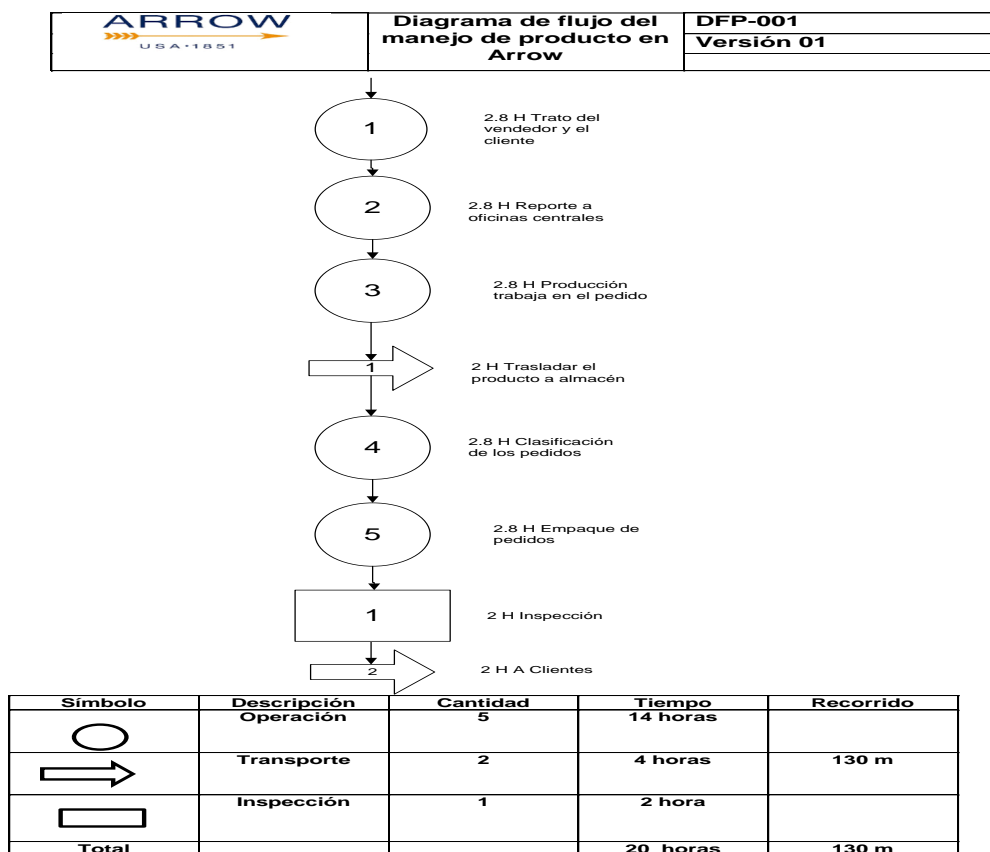 ARROW
USA•1851
Diagrama de flujo del
manejo de producto en
Arrow
DFP-001
Versión 01
1
2.8 H Trato del
vendedor y el
cliente
2
2.8 H Reporte a
oficinas centrales
3
2.8 H Producción
trabaja en el pedido
1
2 H Trasladar el
producto a almacén
4
2.8 H Clasificación
de los pedidos
5
2.8 H Empaque de
pedidos
1
2 H Inspección
2
2 H A Clientes
Símbolo Descripción Cantidad Tiempo Recorrido
Operación 5 14 horas
Transporte 2 4 horas 130 m
Inspección 1 2 hora
Total 20 horas 130 m